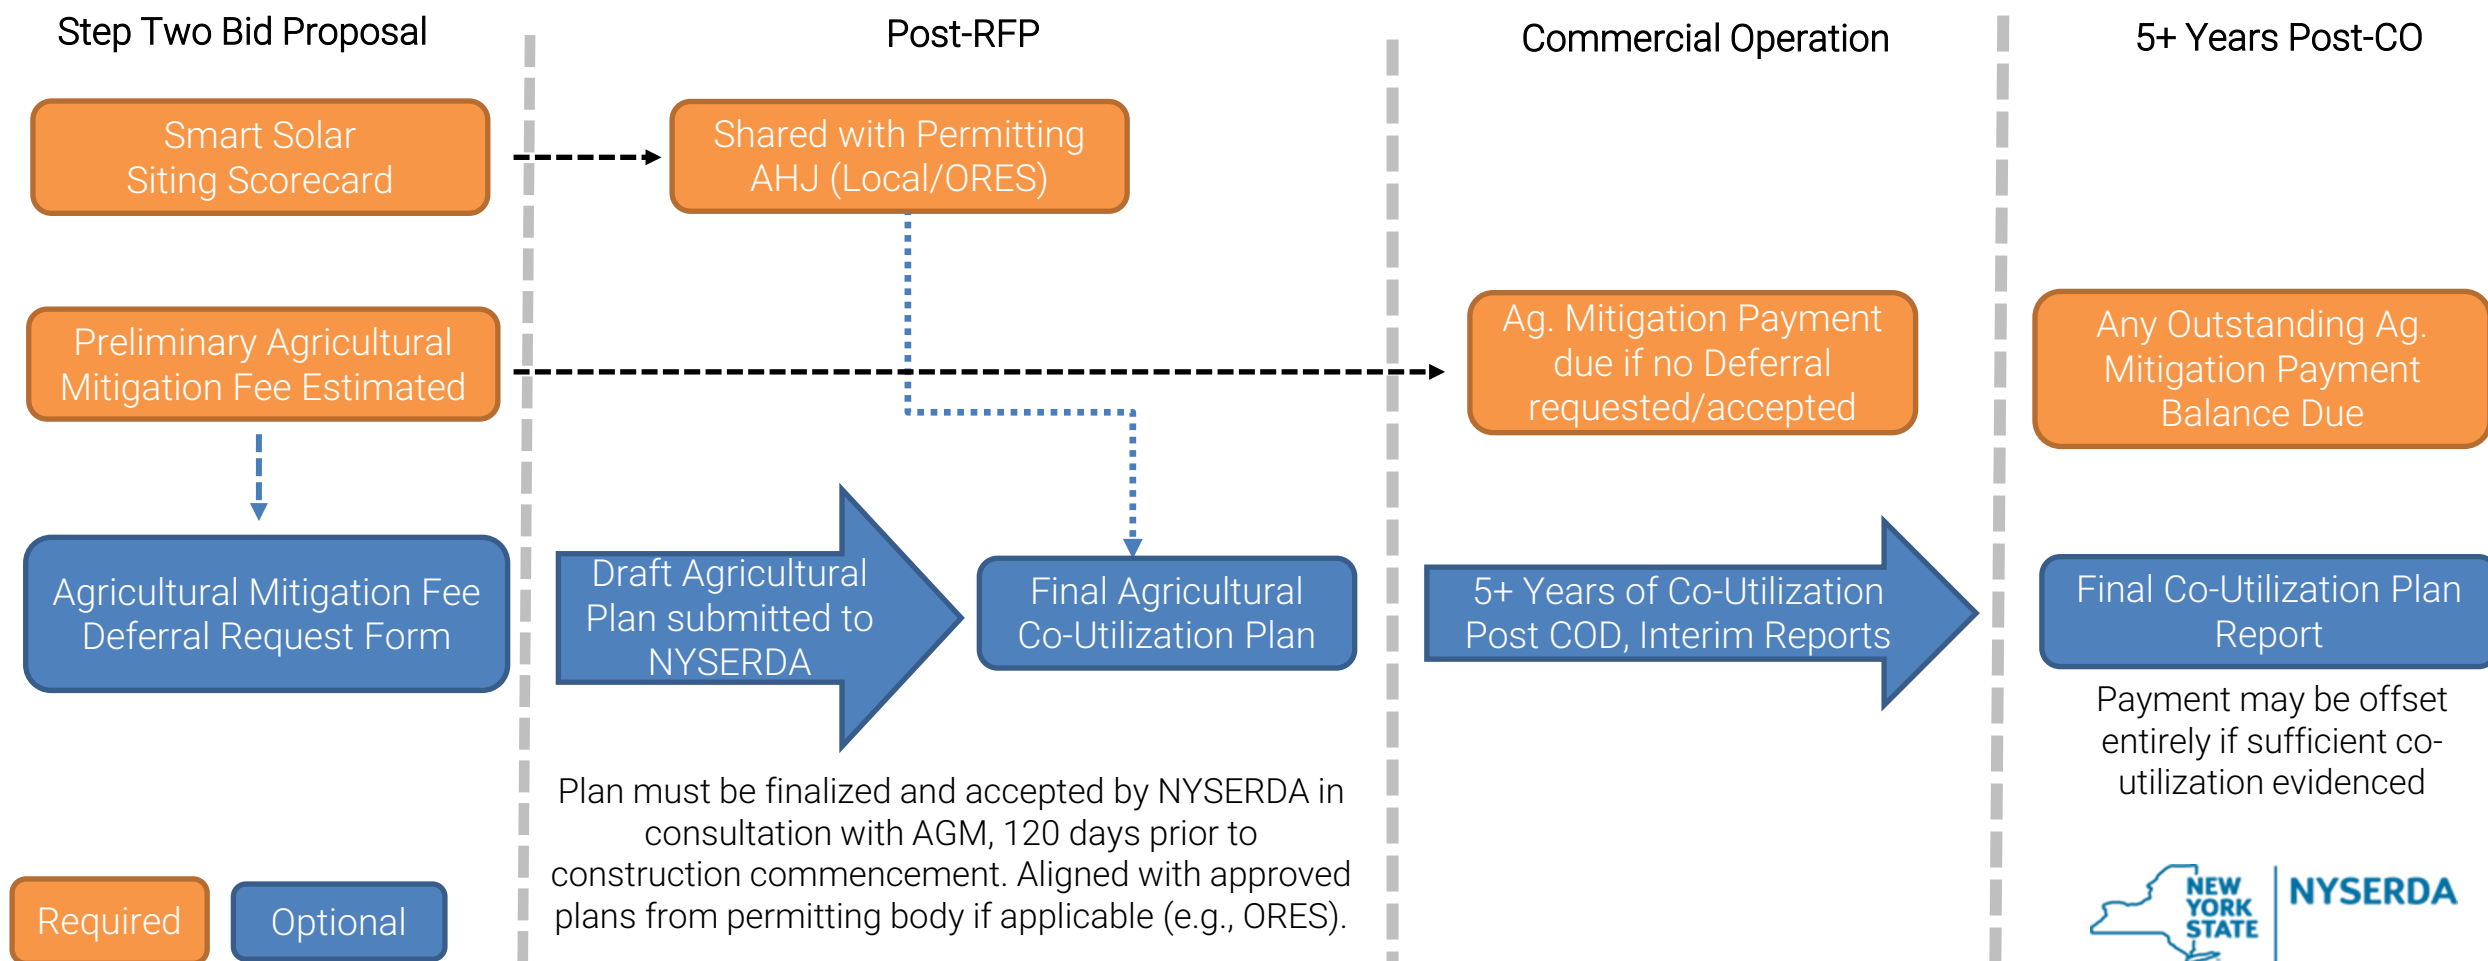 Step Two Bid Proposal
Smart Solar
Siting Scorecard
Preliminary Agricultural
Mitigation Fee Estimated
Agricultural Mitigation Fee
Deferral Request Form
Required
Optional
Post-RFP
Shared with Permitting
AHJ (Local/ORES)
Draft Agricultural
Plan submitted to
NYSERDA
Final Agricultural
Co-Utilization Plan
Plan must be finalized and accepted by NYSERDA in
consultation with AGM, 120 days prior to
construction commencement. Aligned with approved
plans from permitting body if applicable (e.g., ORES).
Commercial Operation
Ag. Mitigation Payment
due if no Deferral
requested/accepted
5+ Years of Co-Utilization
Post COD, Interim Reports
5+ Years Post-CO
Any Outstanding Ag.
Mitigation Payment
Balance Due
Final Co-Utilization Plan
Report
Payment may be offset
entirely if sufficient co-
utilization evidenced
NEW
YORK
STATE
NYSERDA